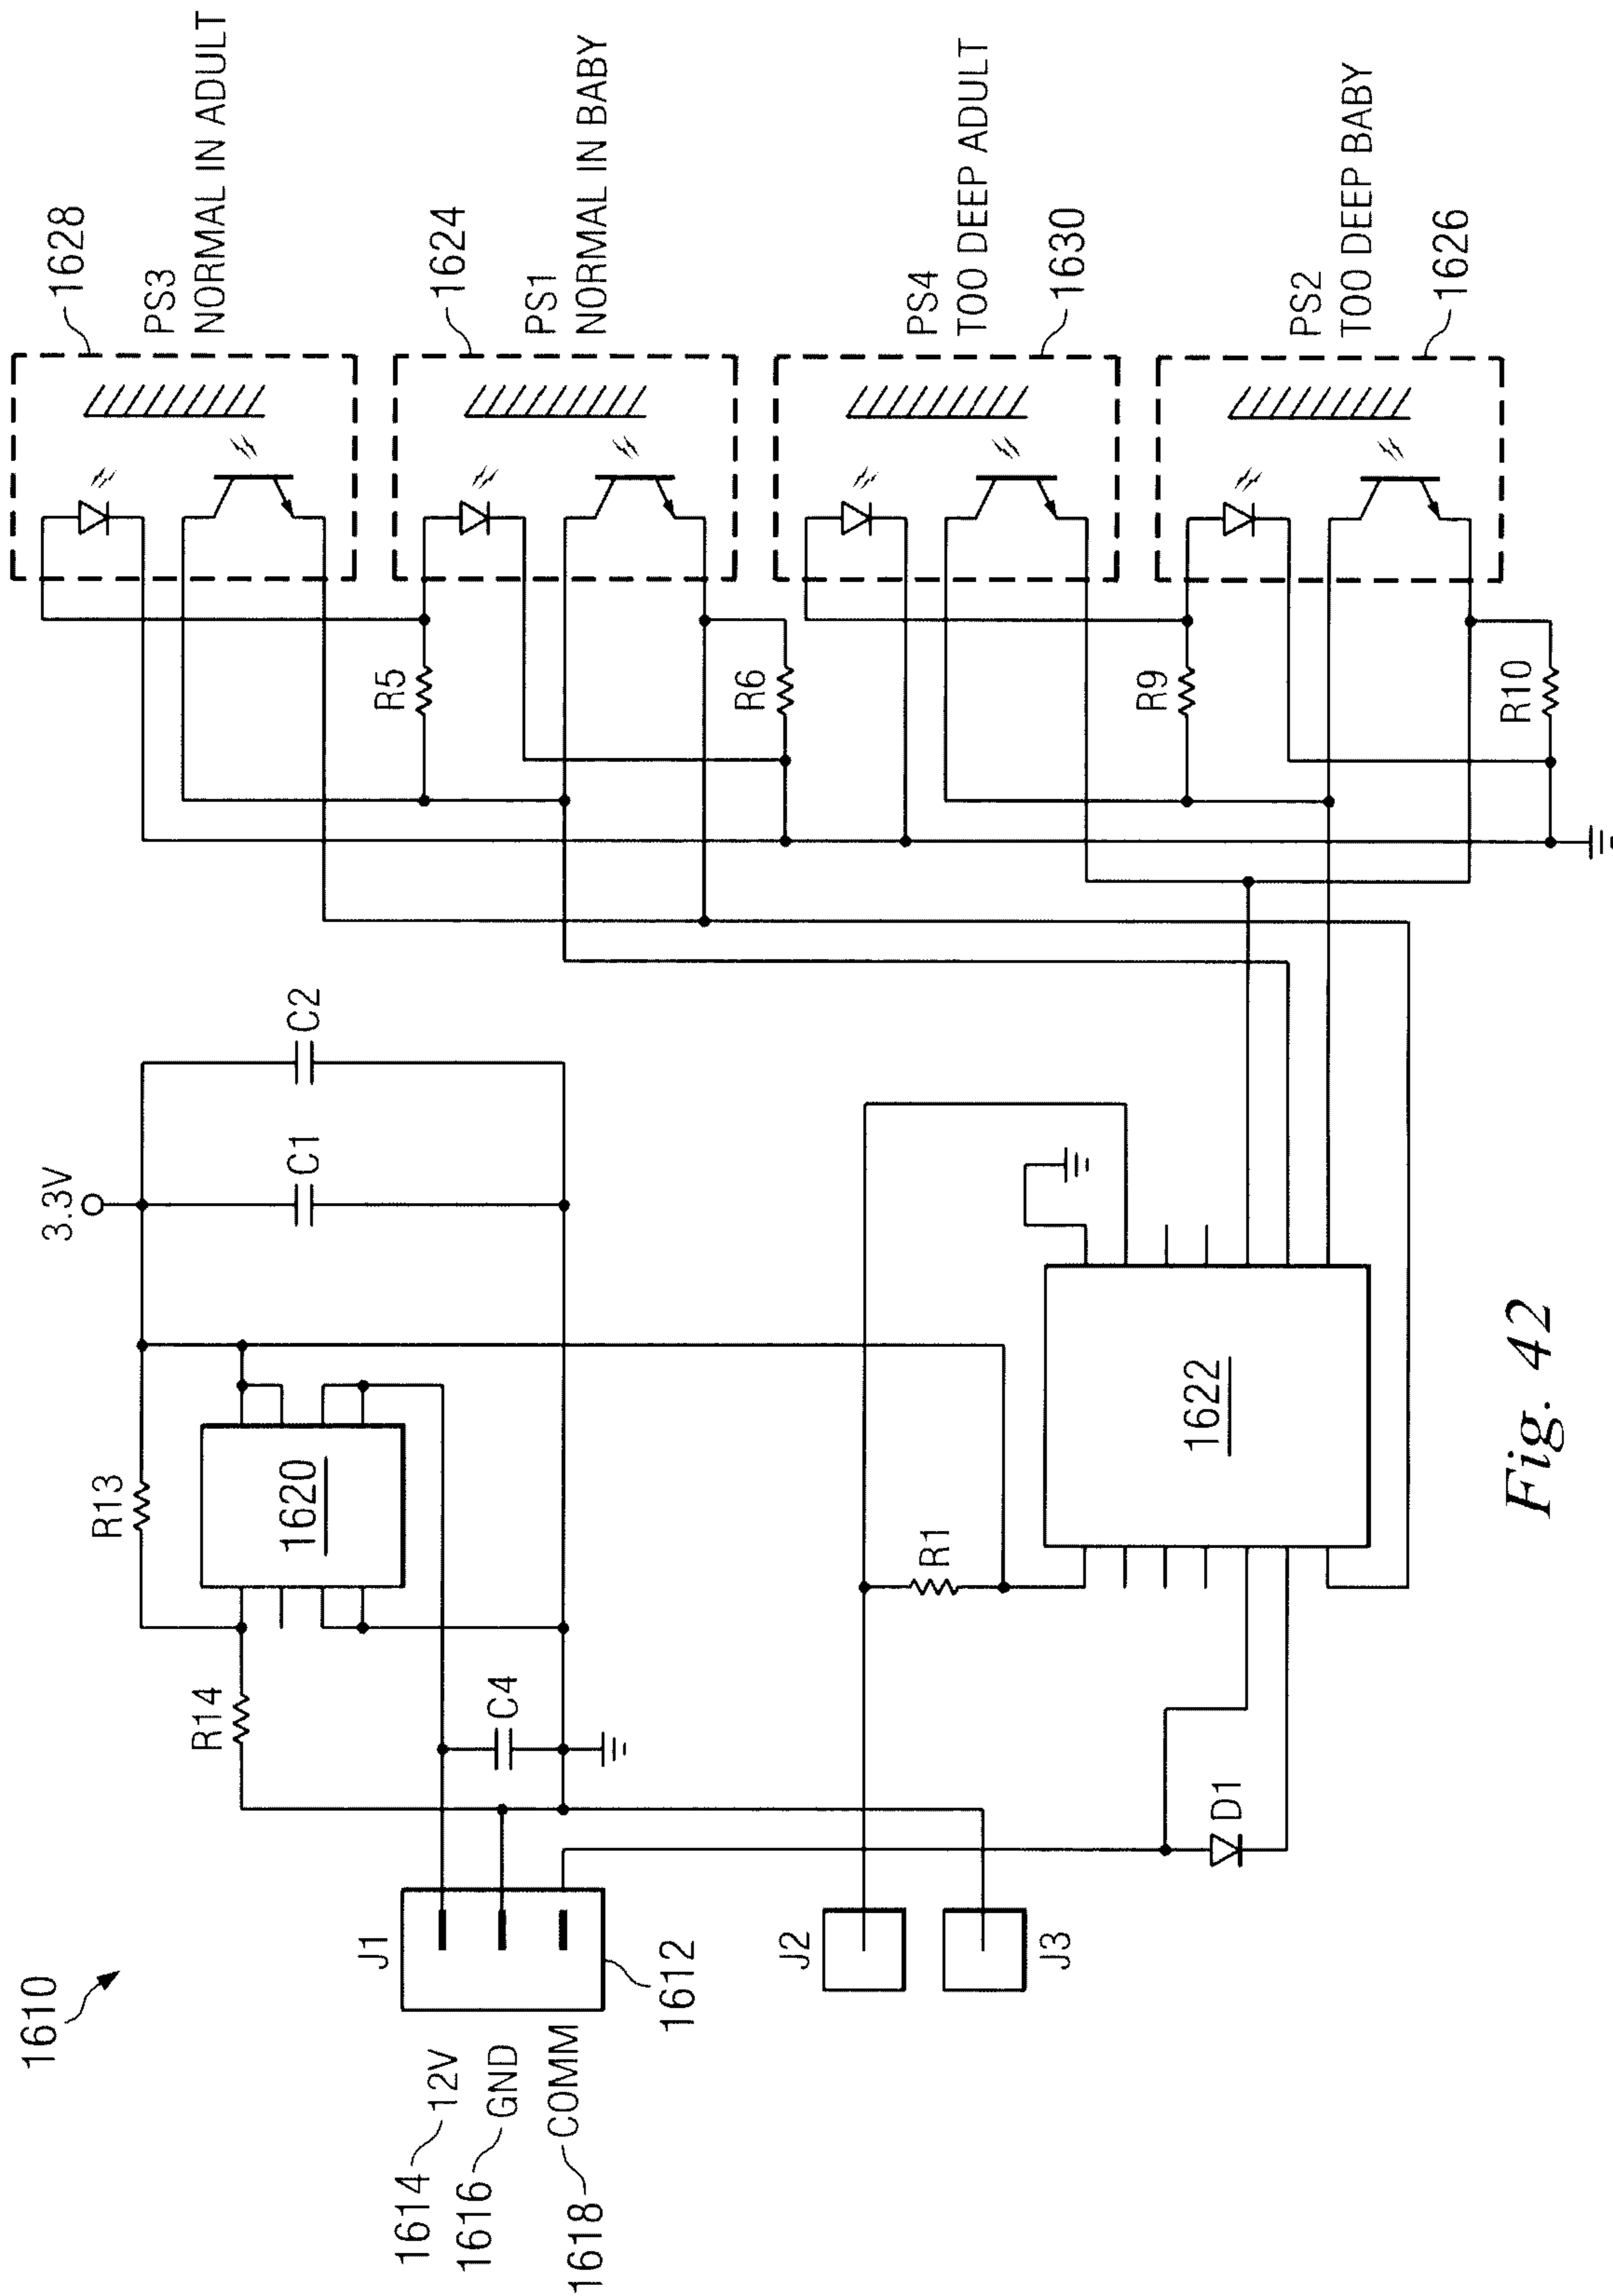 1610
1614
12V
1616
GND
1618
COMM
J1
1612
J2
J3
R14
C4
R13
1620
3.3V
C1
C2
R1
D1
1622
R5
R6
R9
R10
1628
PS3
NORMAL IN ADULT
1624
PS1
NORMAL IN BABY
PS4
TOO DEEP ADULT
1630
PS2
TOO DEEP BABY
1626
Fig. 42